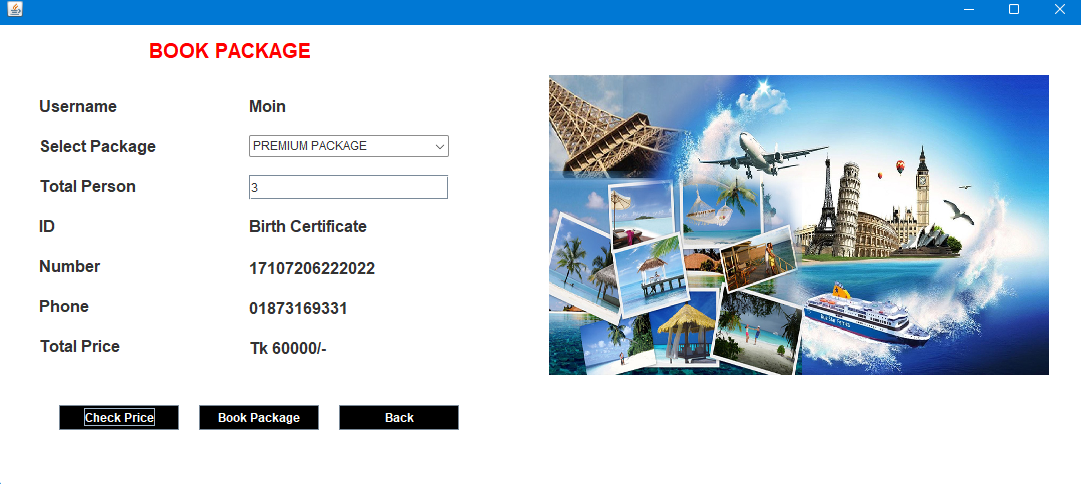 BOOK PACKAGE
Username Moin
Select Package PREMIUM PACKAGE
Total Person 3
ID Birth Certificate
Number 17107206222022
Phone 01873169331
Total Price Tk 60000/-
Check Price Book Package Back